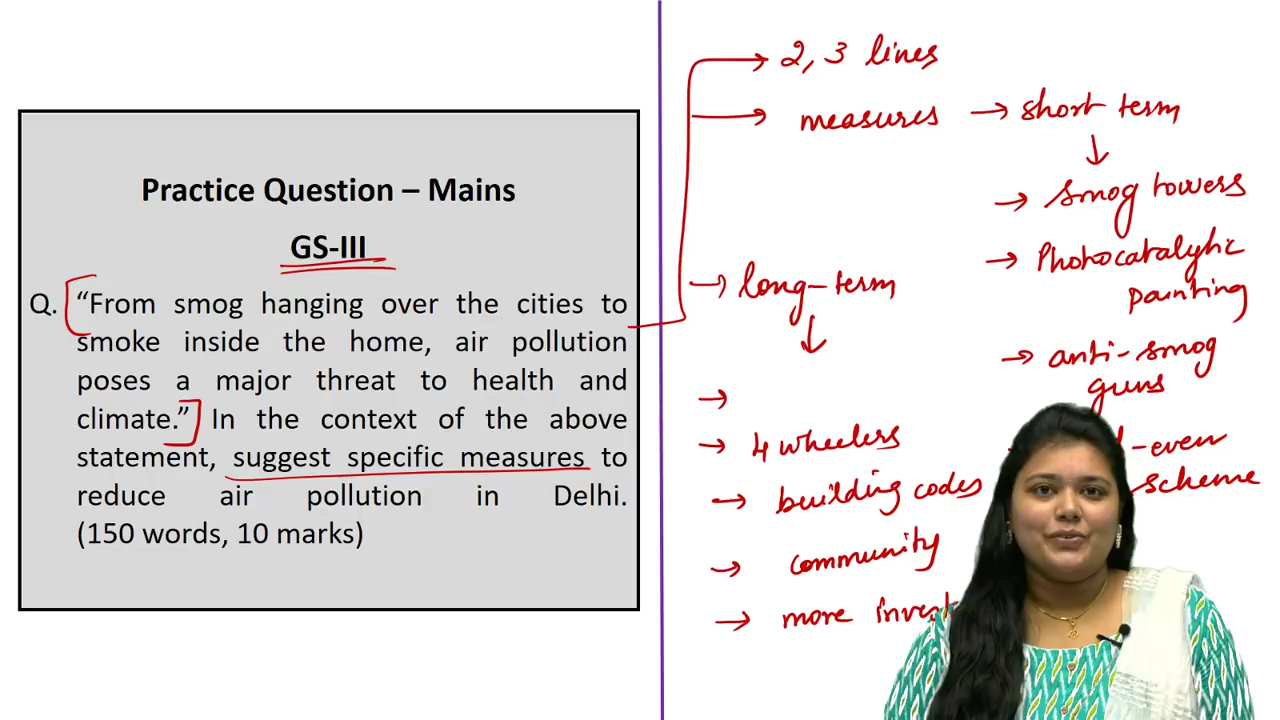 Practice Question – Mains
GS-III
Q. “From smog hanging over the cities to
smoke inside the home, air pollution
poses a major threat to health and
climate.” In the context of the above
statement, suggest specific measures to
reduce air pollution in Delhi.
(150 words, 10 marks)
→ 2, 3 lines
→ measures → short term
↓
→ smog towers
→ Photocatalytic
painting
→ anti-smog
guns
-even
scheme
→ long-term
↓
→
→ 4 wheelers
→ building codes
→ community
→ more